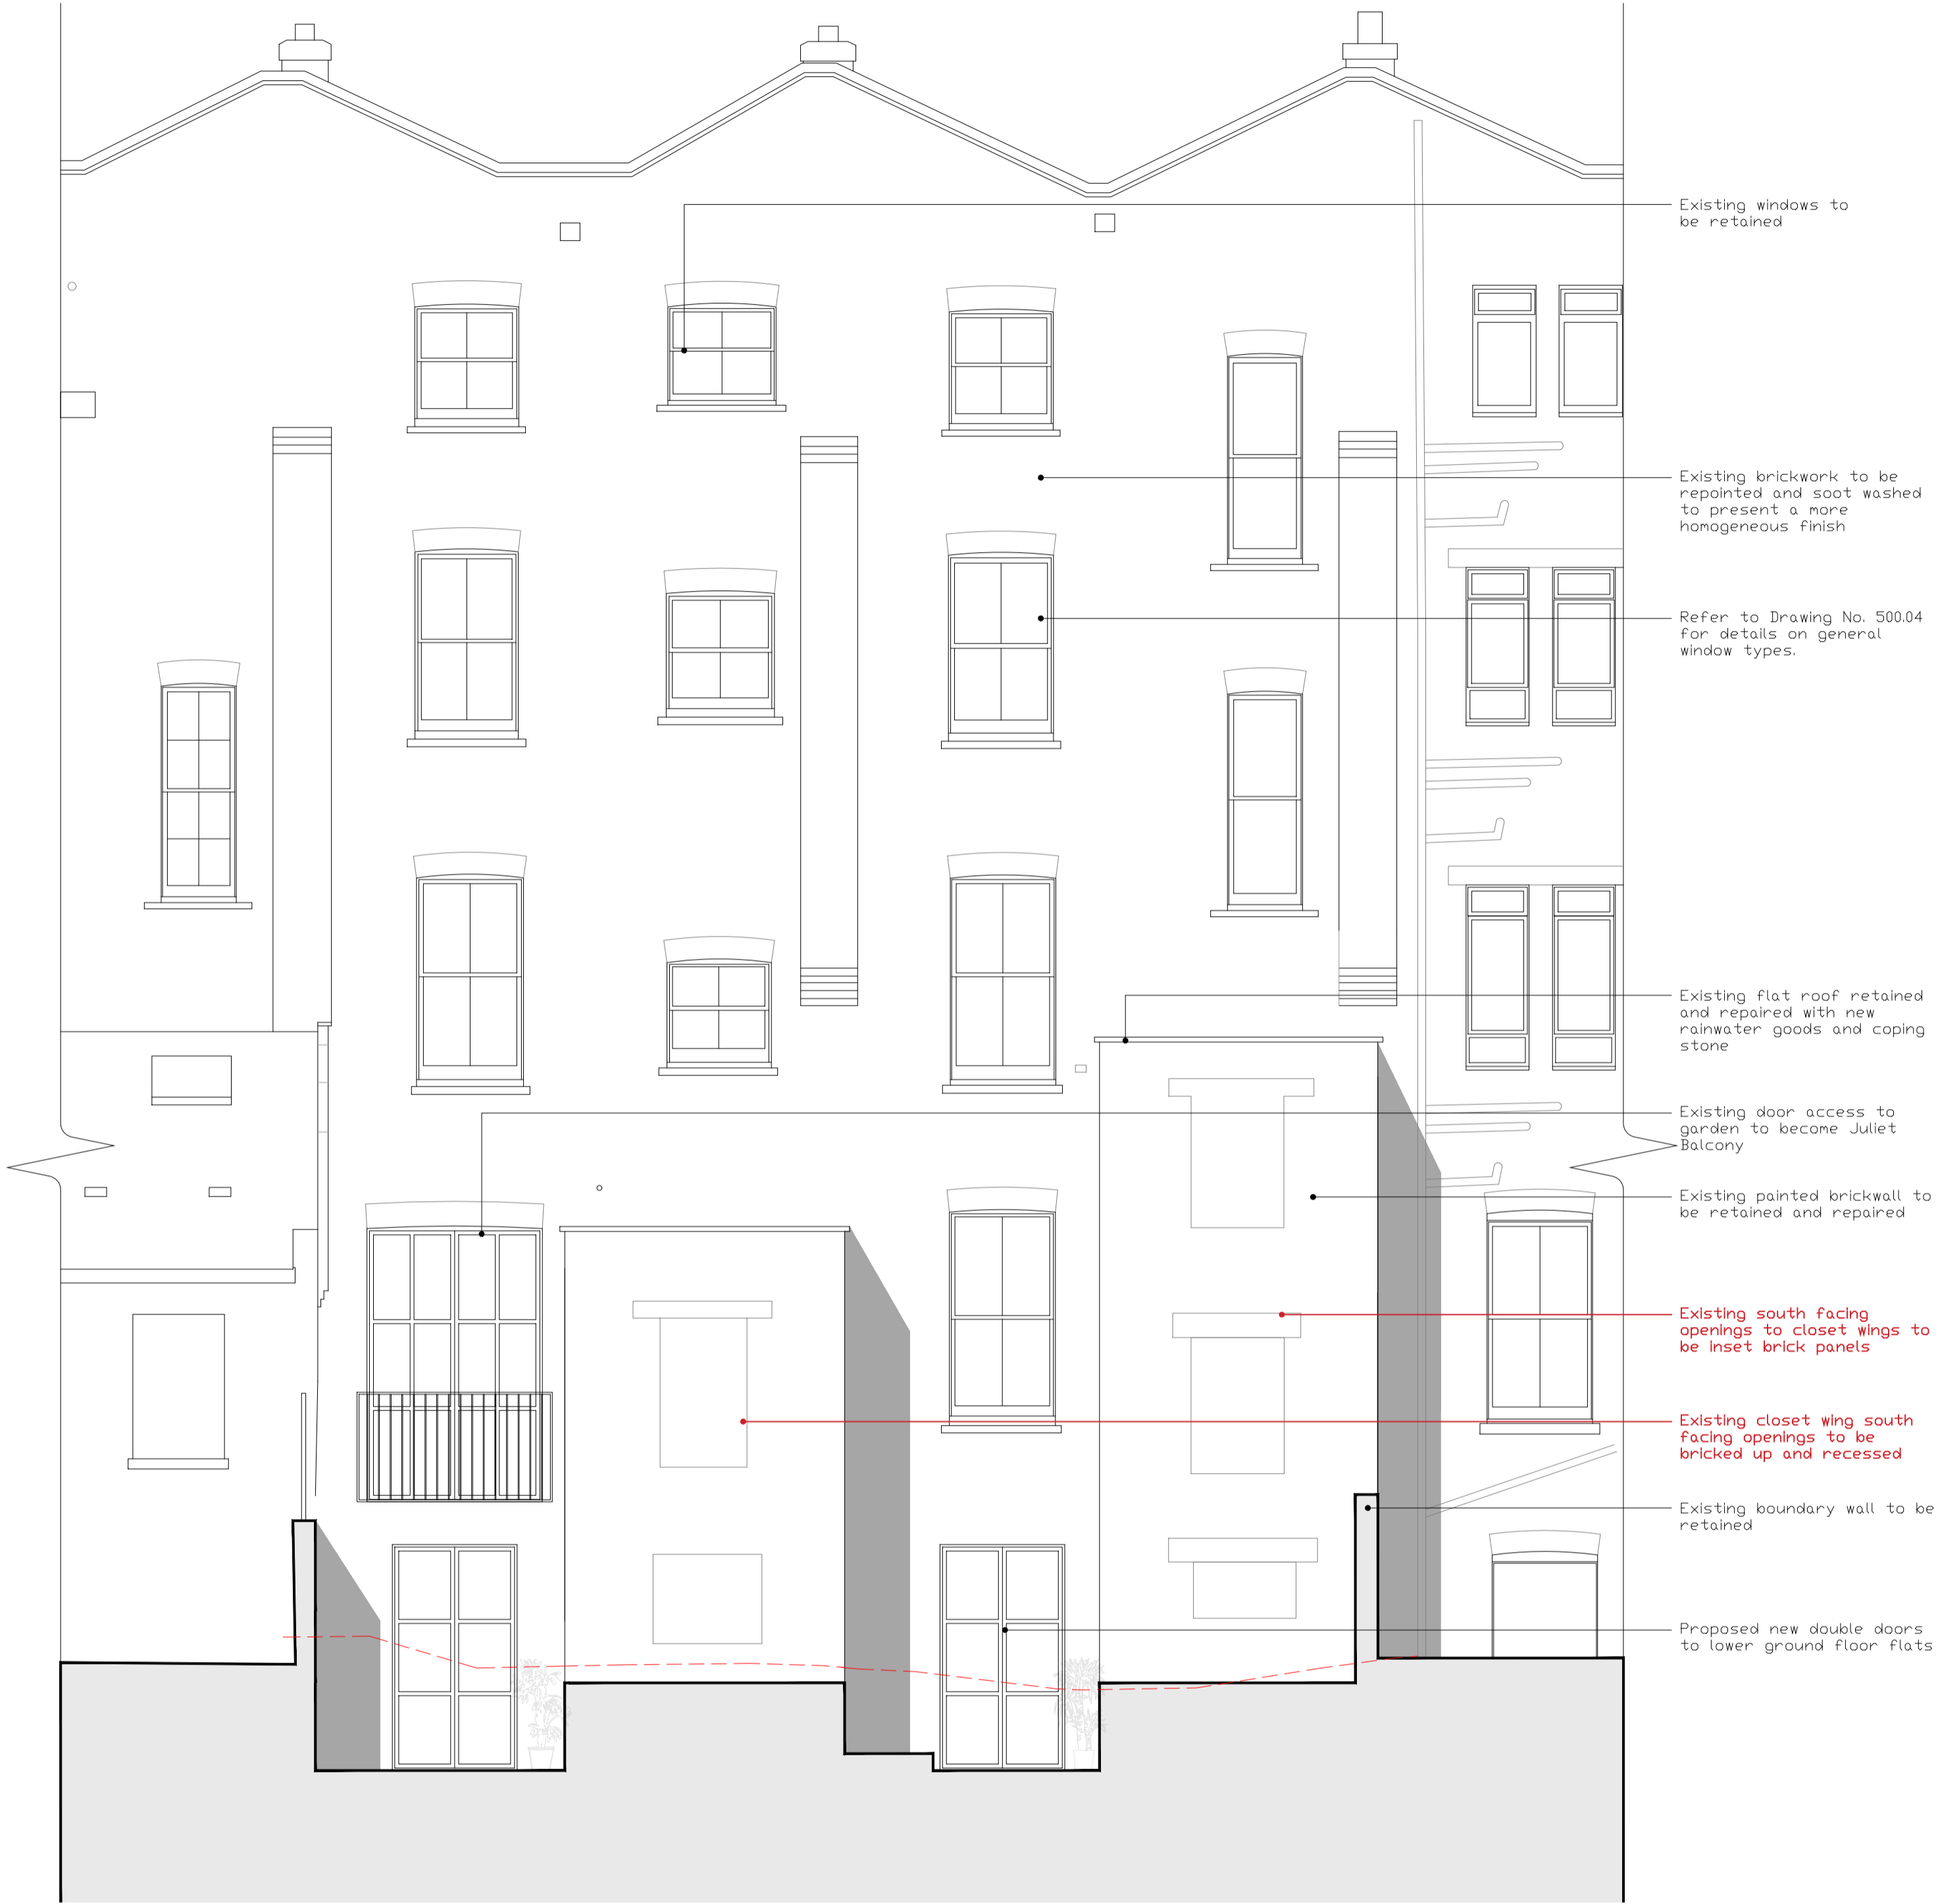 Existing windows to
be retained
Existing brickwork to be
repointed and soot washed
to present a more
homogeneous finish
Refer to Drawing No. 500.04
for details on general
window types.
Existing flat roof retained
and repaired with new
rainwater goods and coping
stone
Existing door access to
garden to become Juliet
Balcony
Existing painted brickwall to
be retained and repaired
Existing south facing
openings to closet wings to
be inset brick panels
Existing closet wing south
facing openings to be
bricked up and recessed
Existing boundary wall to be
retained
Proposed new double doors
to lower ground floor flats